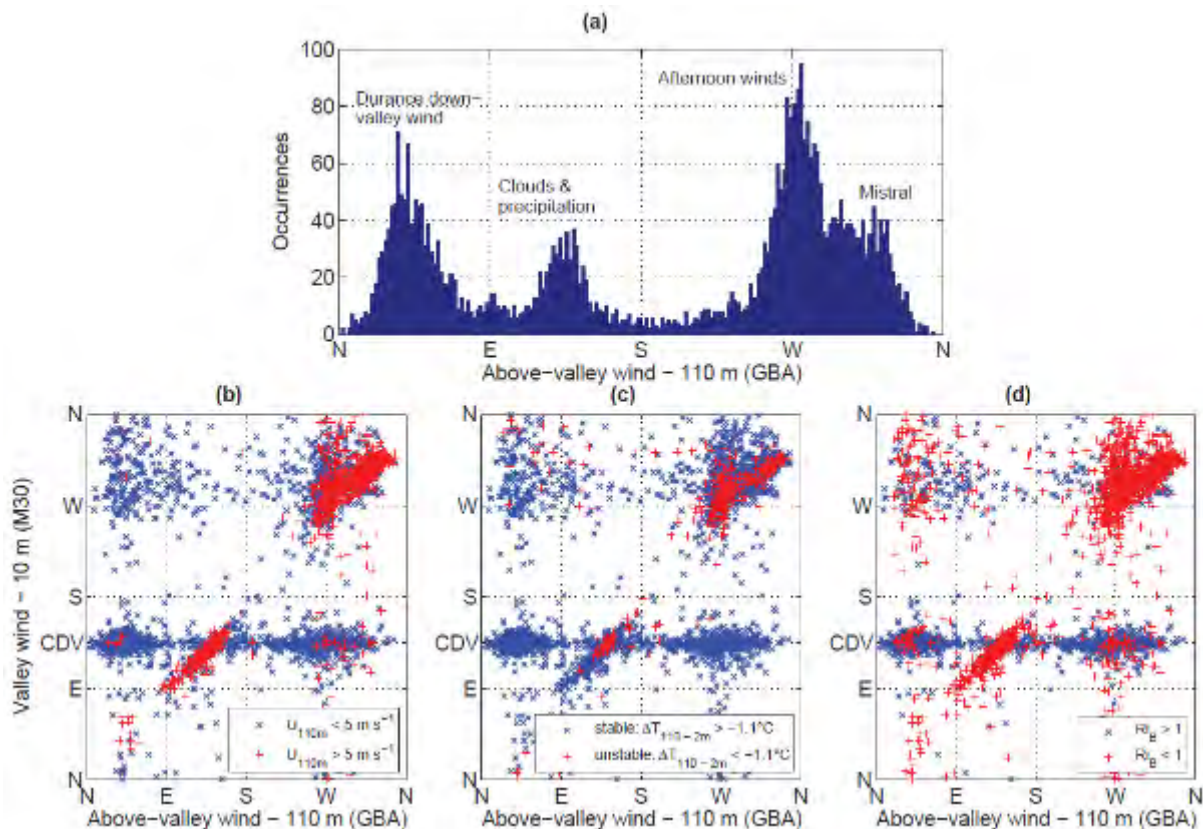 (a)
100
80
60
40
20
0
Occurrences
Durance down−
valley wind
Clouds &
precipitation
Afternoon winds
Mistral
N E S W N
Above−valley wind − 110 m (GBA)
(b) (c) (d)
Valley wind − 10 m (M30)
N
W
S
CDV
E
N
N E S W N
Above−valley wind − 110 m (GBA)
× U110m < 5 m s−1
+ U110m > 5 m s−1
N
W
S
CDV
E
N
N E S W N
Above−valley wind − 110 m (GBA)
× stable: ΔT110−2m > −1.1°C
+ unstable: ΔT110−2m < −1.1°C
N
W
S
CDV
E
N
N E S W N
Above−valley wind − 110 m (GBA)
× RiB > 1
+ RiB < 1